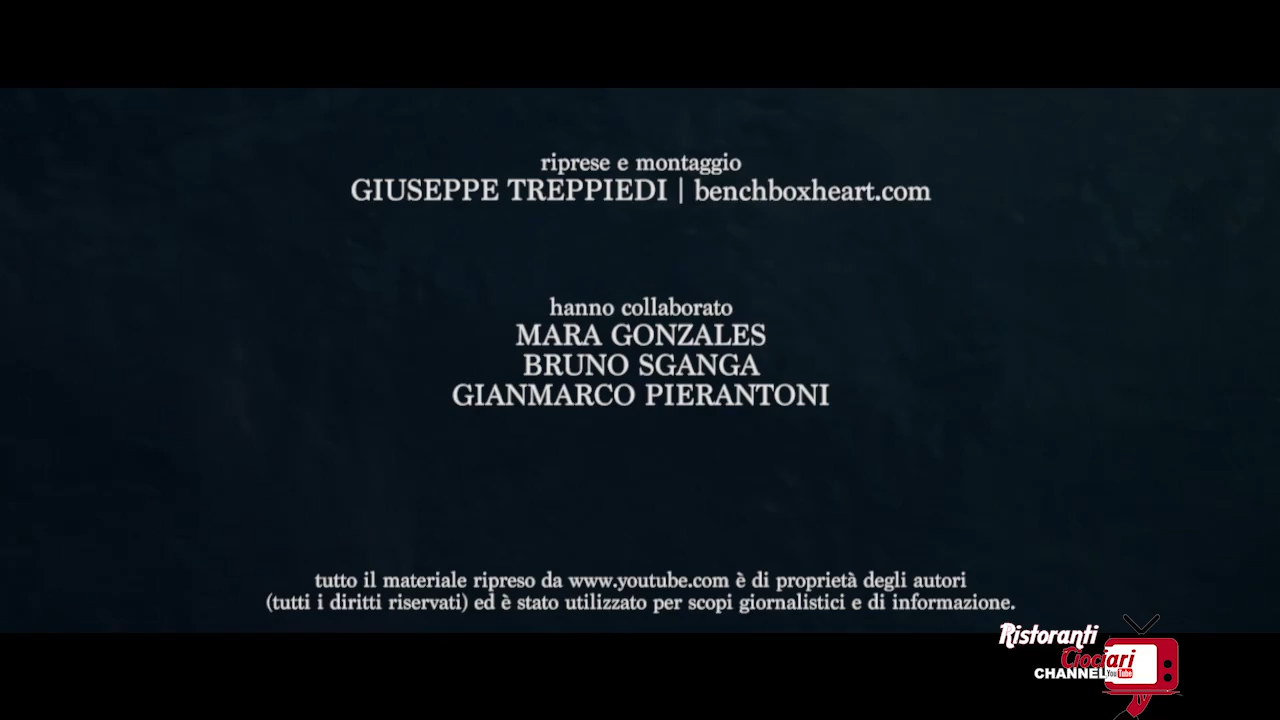 riprese e montaggio
GIUSEPPE TREPPIEDI | benchboxheart.com
hanno collaborato
MARA GONZALES
BRUNO SGANGA
GIANMARCO PIERANTONI
tutto il materiale ripreso da www.youtube.com è di proprietà degli autori
(tutti i diritti riservati) ed è stato utilizzato per scopi giornalistici e di informazione.
Ristoranti
Ciociari
CHANNEL YouTube